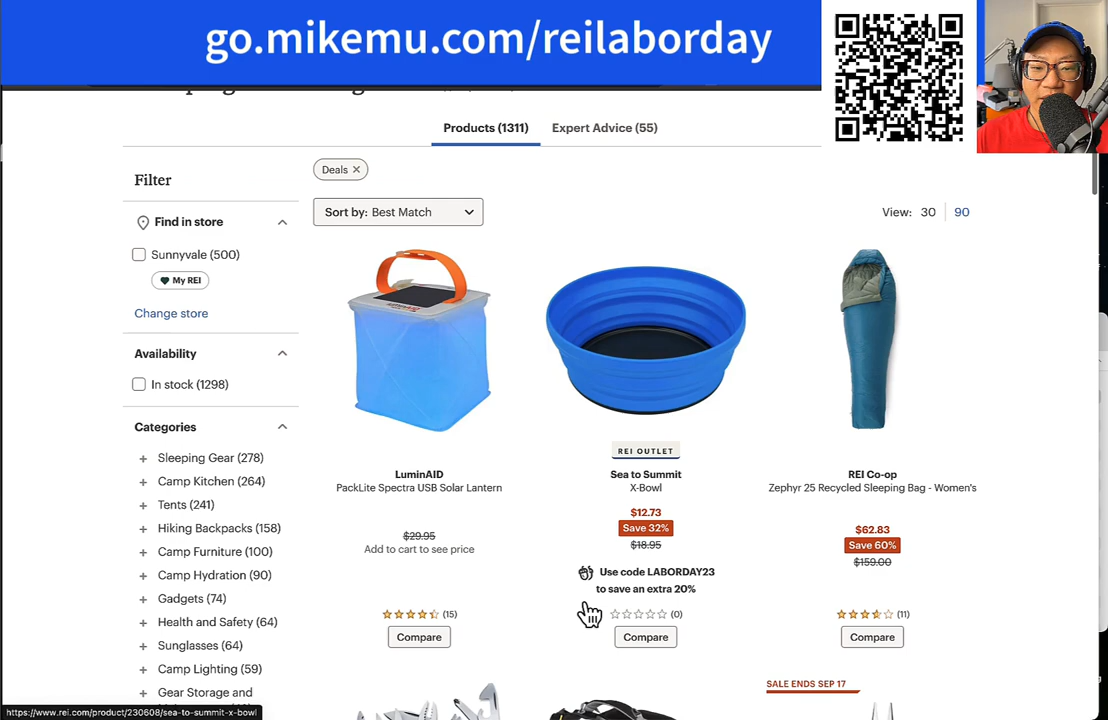 go.mikemu.com/reilaborday
Products (1311)
Expert Advice (55)
Deals ×
Filter
Sort by: Best Match
View: 30 90
Find in store
Sunnyvale (500)
My REI
Change store
Availability
In stock (1298)
Categories
+ Sleeping Gear (278)
+ Camp Kitchen (264)
+ Tents (241)
+ Hiking Backpacks (158)
+ Camp Furniture (100)
+ Camp Hydration (90)
+ Gadgets (74)
+ Health and Safety (64)
+ Sunglasses (64)
+ Camp Lighting (59)
+ Gear Storage and
LuminAID
PackLite Spectra USB Solar Lantern
$29.95
Add to cart to see price
(15)
Compare
REI OUTLET
Sea to Summit
X-Bowl
$12.73
Save 32%
$18.95
Use code LABORDAY23
to save an extra 20%
(0)
Compare
REI Co-op
Zephyr 25 Recycled Sleeping Bag - Women's
$62.83
Save 60%
$159.00
(11)
Compare
SALE ENDS SEP 17
https://www.rei.com/product/230608/sea-to-summit-x-bowl